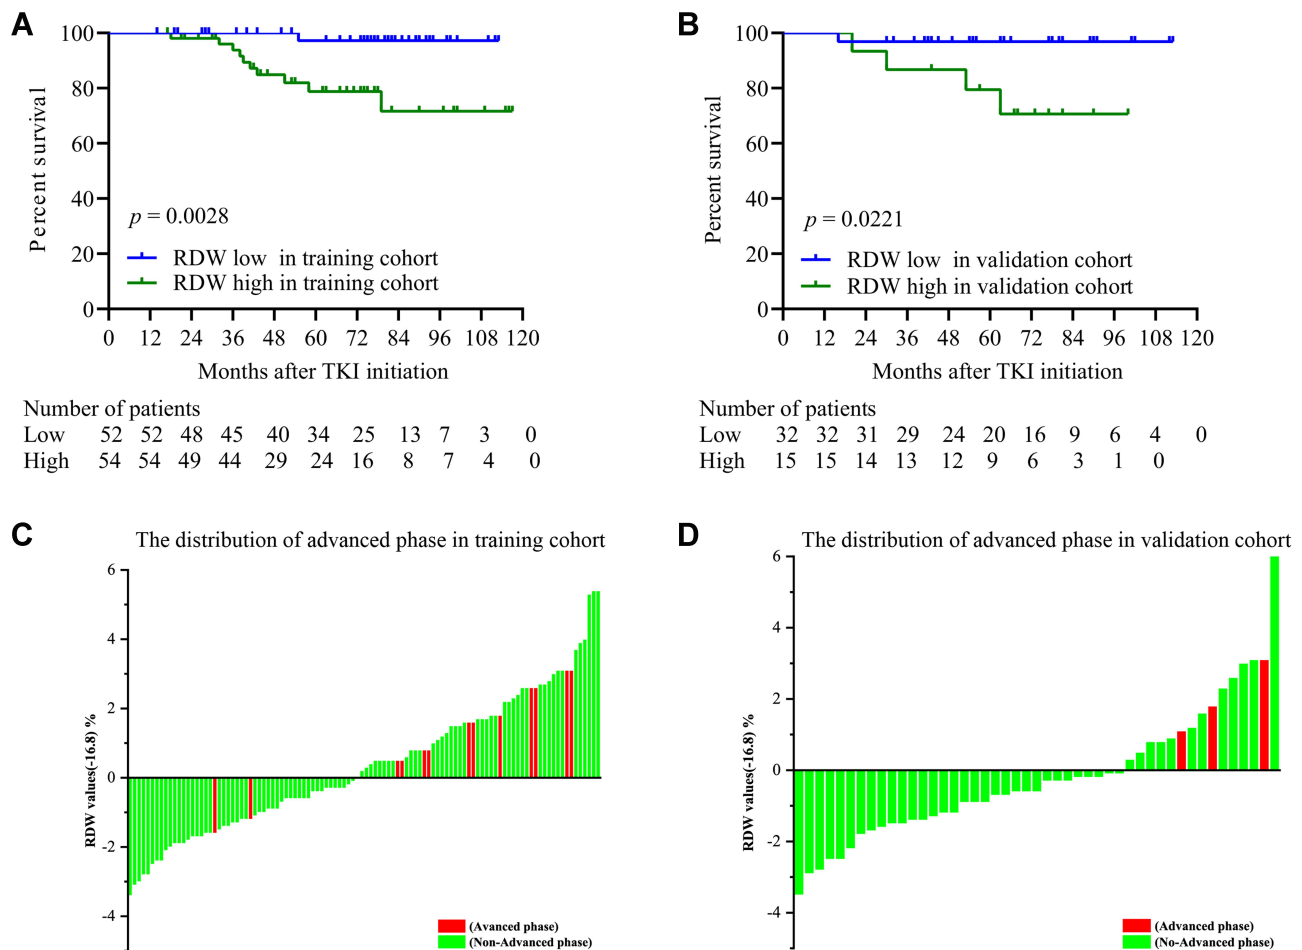 A
100
80
60
40
20
0
Percent survival
p = 0.0028
RDW low in training cohort
RDW high in training cohort
0 12 24 36 48 60 72 84 96 108 120
Months after TKI initiation
Number of patients
Low 52 52 48 45 40 34 25 13 7 3 0
High 54 54 49 44 29 24 16 8 7 4 0
B
100
80
60
40
20
0
Percent survival
p = 0.0221
RDW low in validation cohort
RDW high in validation cohort
0 12 24 36 48 60 72 84 96 108 120
Months after TKI initiation
Number of patients
Low 32 32 31 29 24 20 16 9 6 4 0
High 15 15 14 13 12 9 6 3 1 0
C
The distribution of advanced phase in training cohort
6
4
2
0
-2
-4
RDW values(-16.8) %
(Avanced phase)
(Non-Advanced phase)
D
The distribution of advanced phase in validation cohort
6
4
2
0
-2
-4
RDW values(-16.8) %
(Advanced phase)
(No-Advanced phase)